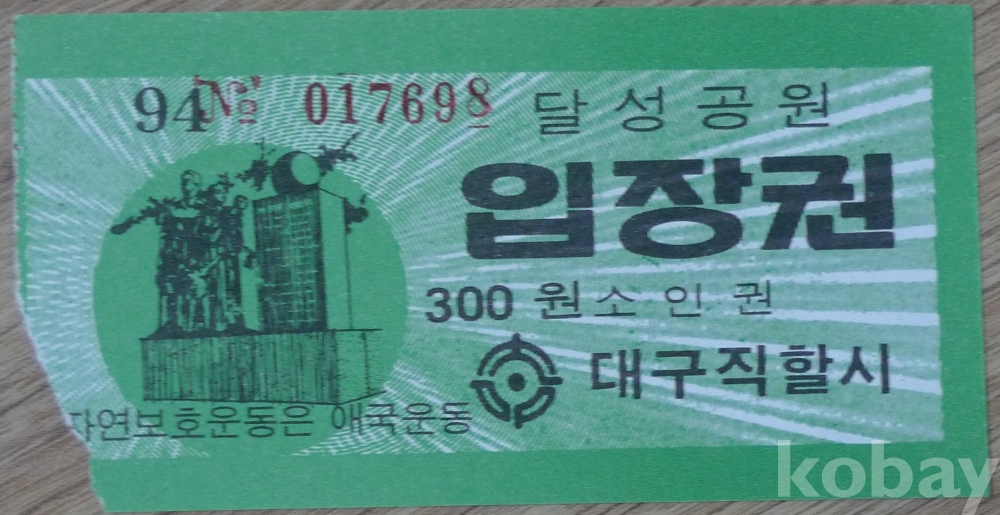 94 № 017698
달성공원
입장권
300 원 소인권
대구직할시
자연보호운동은 애국운동
kobay